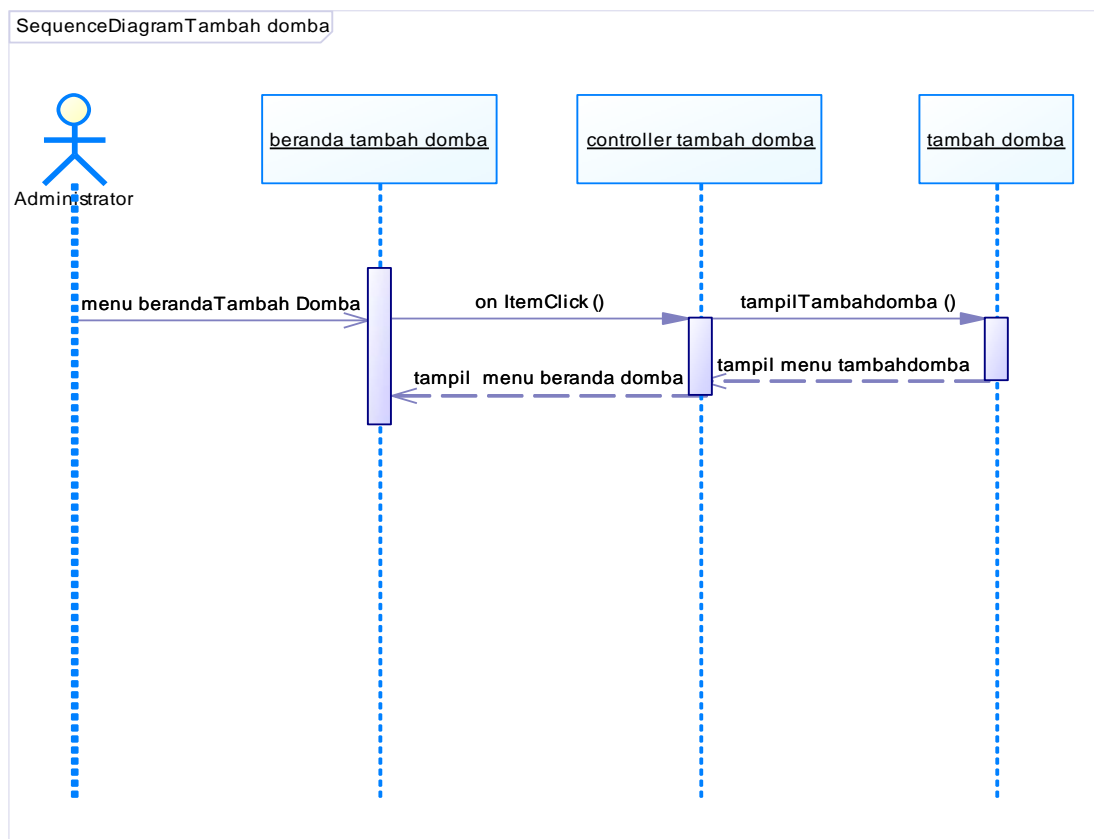 SequenceDiagramTambah domba
beranda tambah domba
controller tambah domba
tambah domba
Administrator
menu berandaTambah Domba
on ItemClick ()
tampilTambahdomba ()
tampil menu tambahdomba
tampil  menu beranda domba